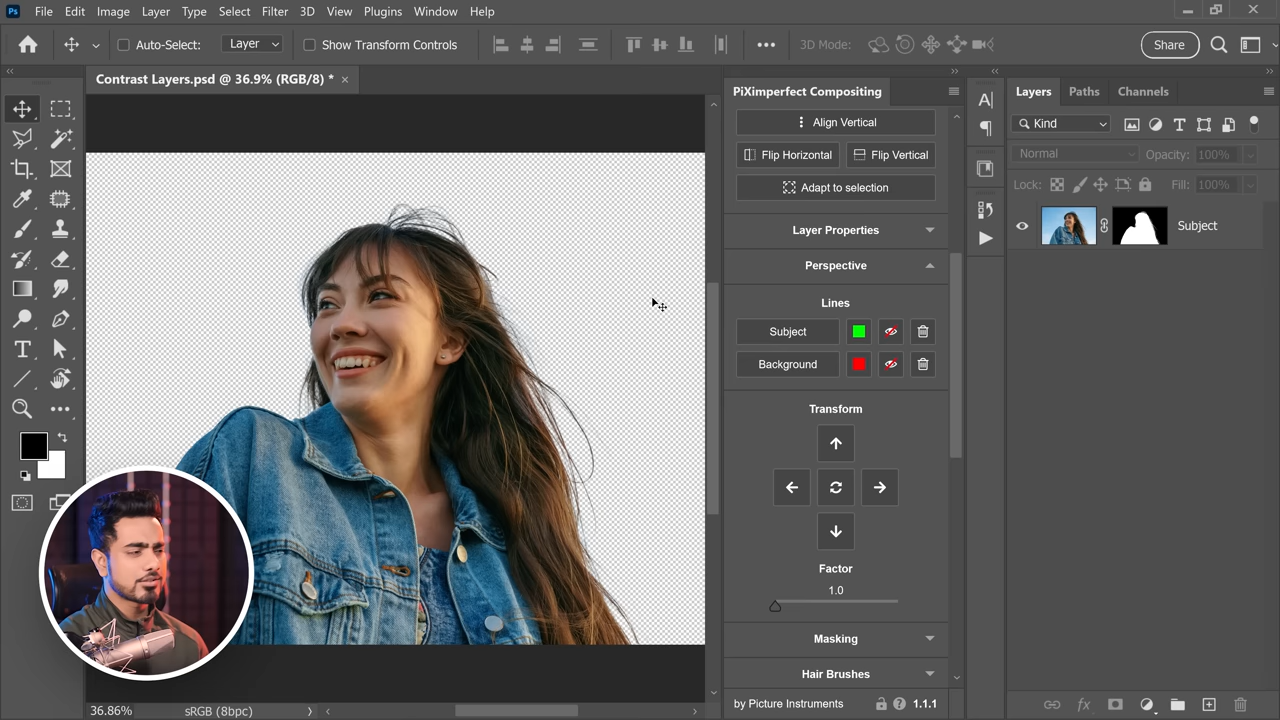 Ps File Edit Image Layer Type Select Filter 3D View Plugins Window Help
Auto-Select: Layer Show Transform Controls 3D Mode: Share
Contrast Layers.psd @ 36.9% (RGB/8) *
PiXimperfect Compositing
Align Vertical
Flip Horizontal Flip Vertical
Adapt to selection
Layer Properties
Perspective
Lines
Subject
Background
Transform
Factor
1.0
Masking
Hair Brushes
by Picture Instruments 1.1.1
Layers Paths Channels
Kind
Normal Opacity: 100%
Lock: Fill: 100%
Subject
36.86% sRGB (8bpc)